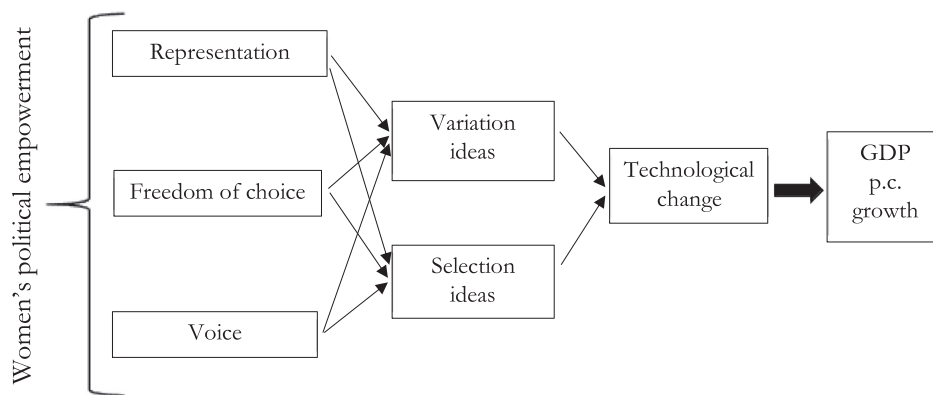 Women's political empowerment
Representation
Freedom of choice
Voice
Variation
ideas
Selection
ideas
Technological
change
GDP
p.c.
growth